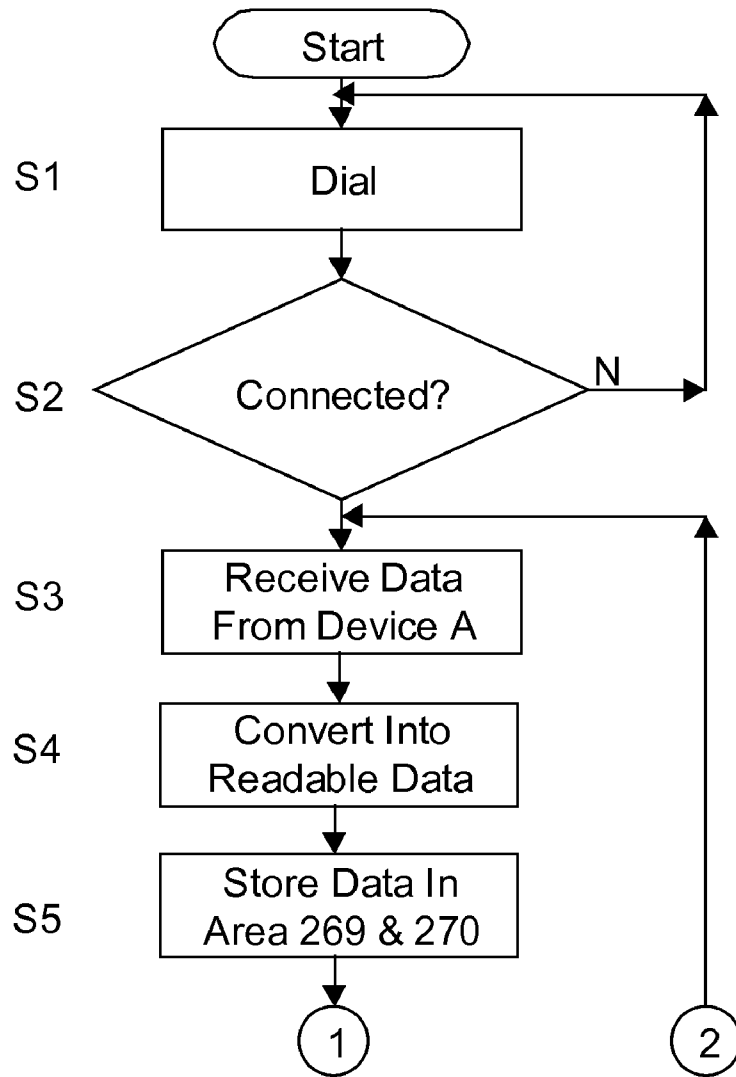 Start
S1
Dial
S2
Connected?
N
S3
Receive Data
From Device A
S4
Convert Into
Readable Data
S5
Store Data In
Area 269 & 270
1
2